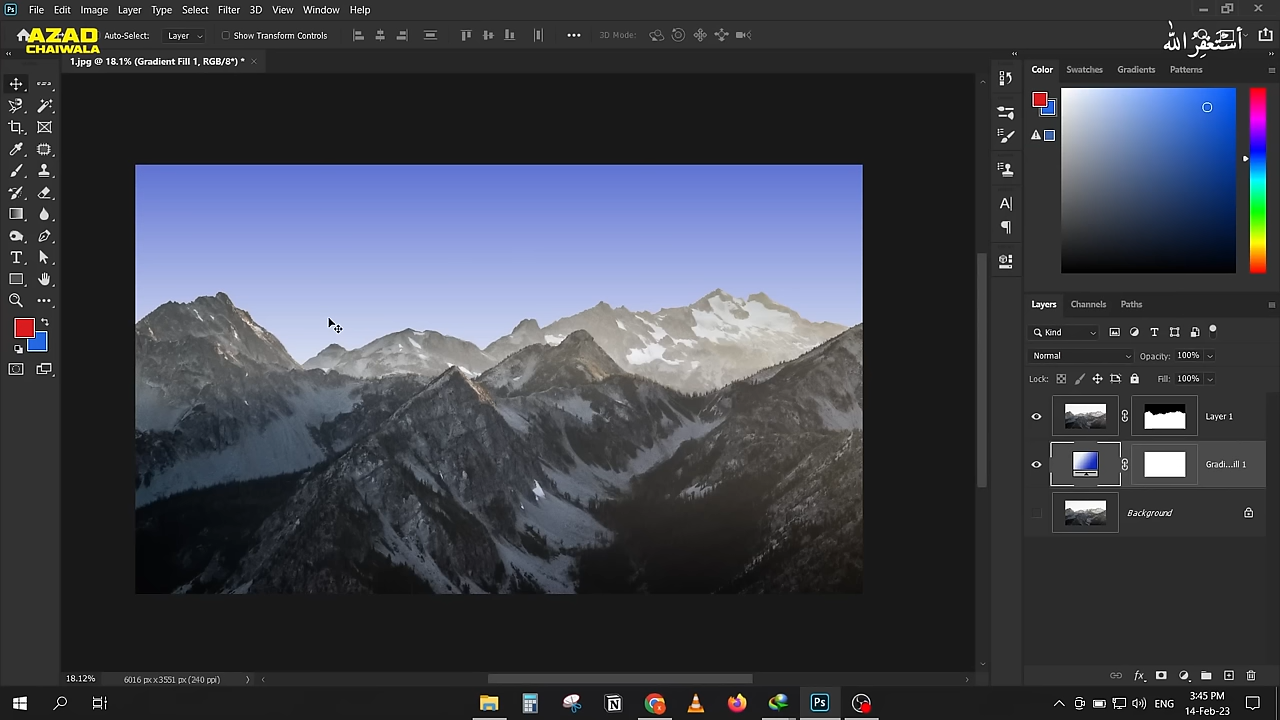 File Edit Image Layer Type Select Filter 3D View Window Help
AZAD
CHAIWALA
Auto-Select: Layer Show Transform Controls 3D Mode:
أستغفر الله
1.jpg @ 18.1% (Gradient Fill 1, RGB/8*) *
Color Swatches Gradients Patterns
Layers Channels Paths
Kind
Normal Opacity: 100%
Lock: Fill: 100%
Layer 1
Gradi...ill 1
Background
18.12% 6016 px x 3551 px (240 ppi)
ENG
3:45 PM
14-Feb-23